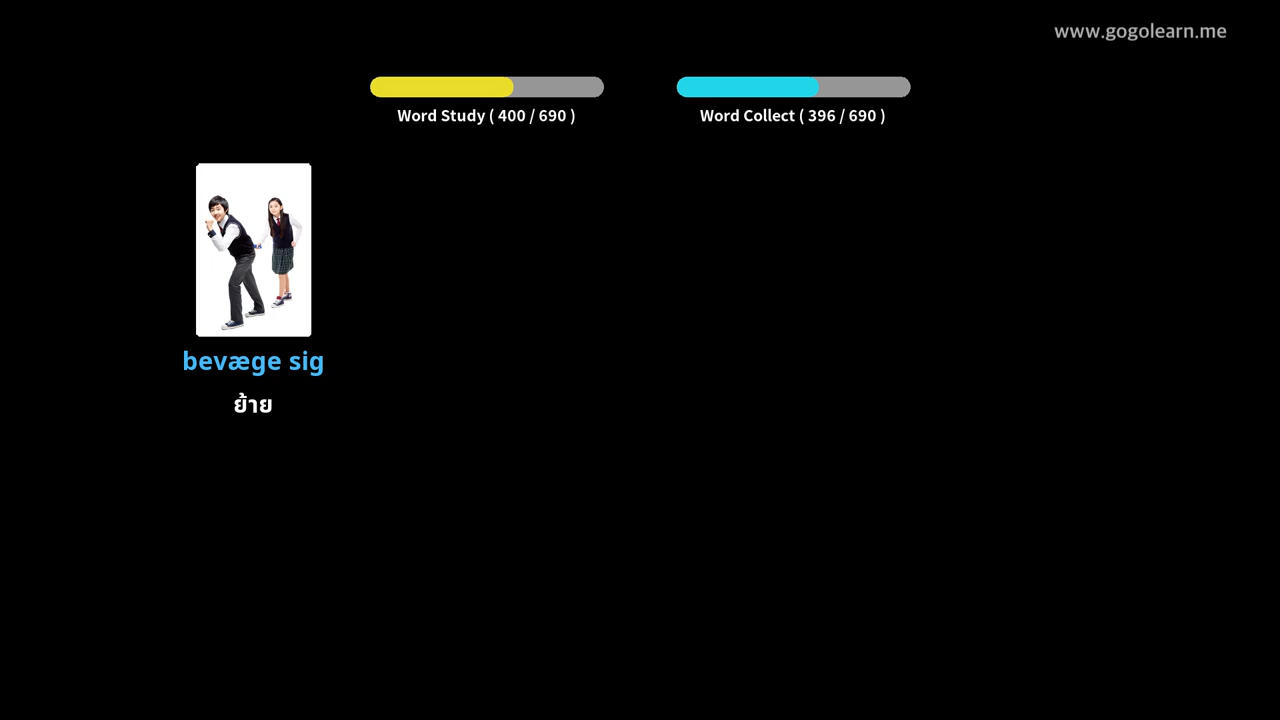 www.gogolearn.me
Word Study ( 400 / 690 )
Word Collect ( 396 / 690 )
bevæge sig
ย้าย